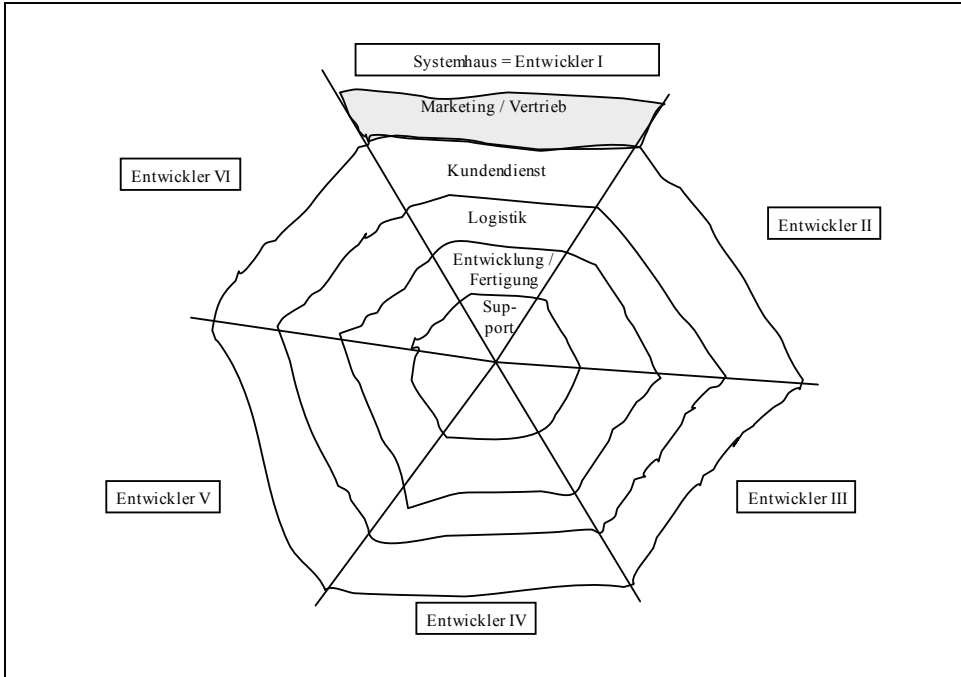 Systemhaus = Entwickler I
Marketing / Vertrieb
Kundendienst
Entwickler VI
Logistik
Entwickler II
Entwicklung /
Fertigung
Sup-
port
Entwickler V
Entwickler III
Entwickler IV